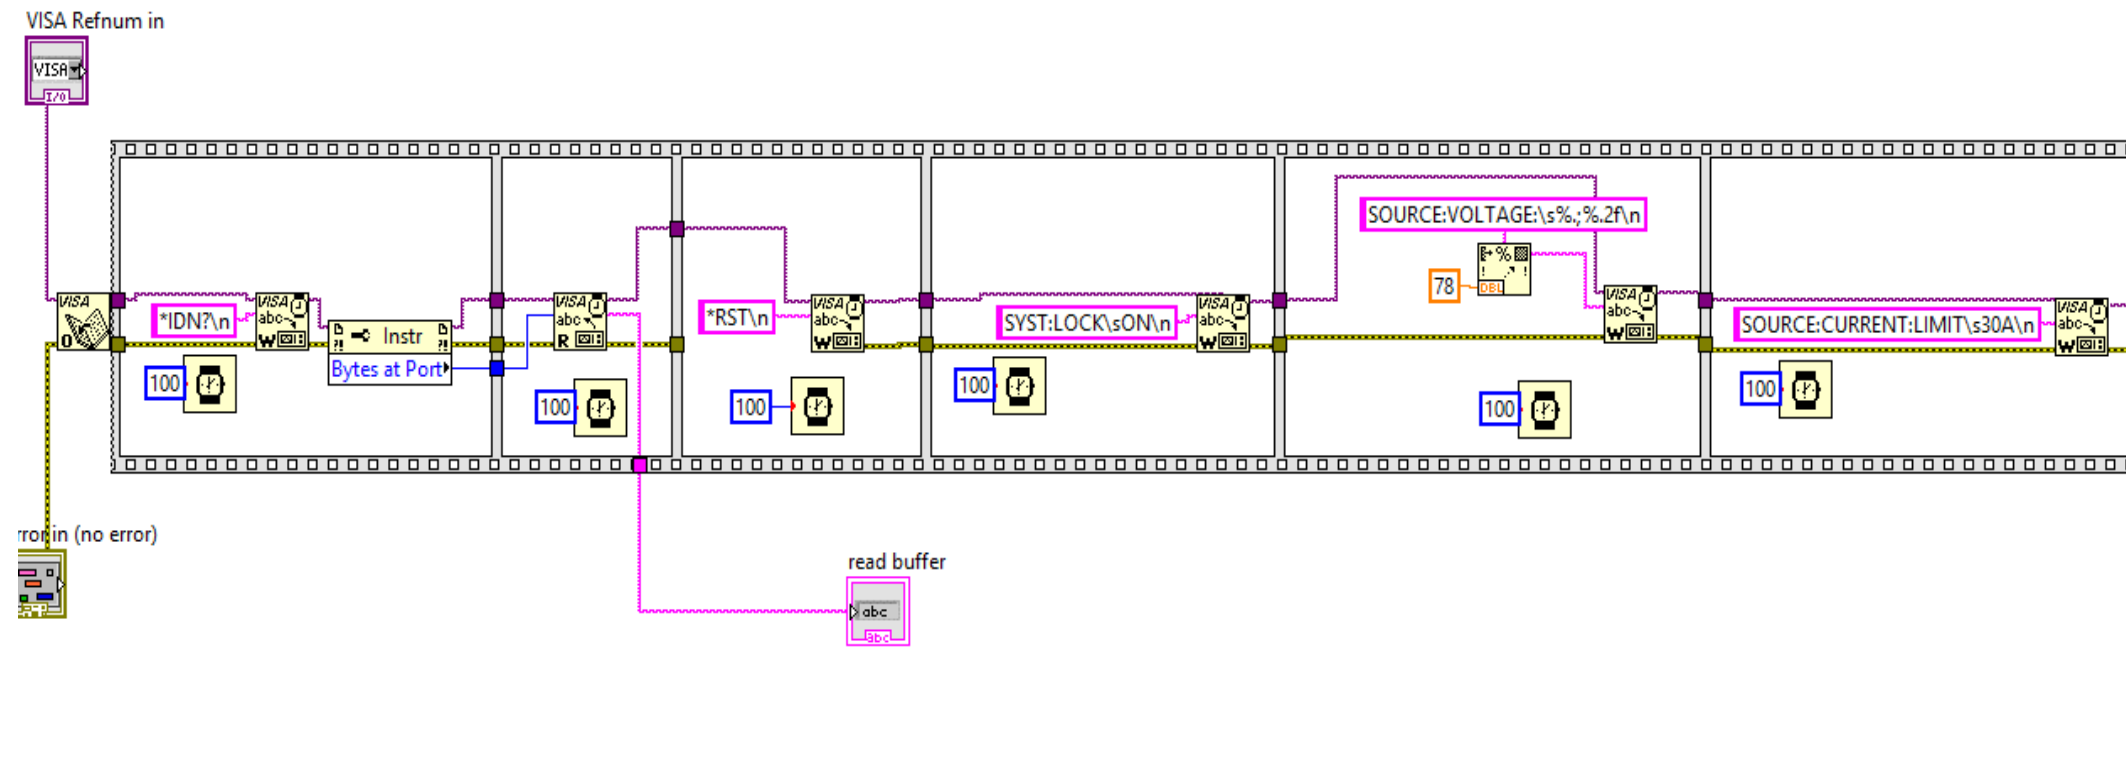 VISA Refnum in
VISA
I/O
VISA
O
*IDN?\n
VISA
abc
W
100
Instr
Bytes at Port
VISA
abc
R
100
*RST\n
VISA
abc
W
100
SYST:LOCK\sON\n
VISA
abc
W
100
SOURCE:VOLTAGE:\s%.;%.2f\n
%
78
DBL
VISA
abc
W
100
SOURCE:CURRENT:LIMIT\s30A\n
VISA
abc
W
100
rror in (no error)
read buffer
abc
abc